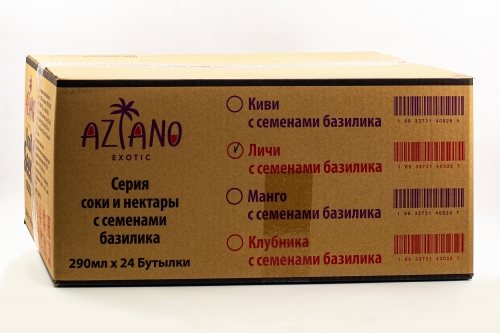 AZIANO
EXOTIC
Серия
соки и нектары
с семенами
базилика
290мл x 24 Бутылки
Киви
с семенами базилика
Личи
с семенами базилика
Манго
с семенами базилика
Клубника
с семенами базилика